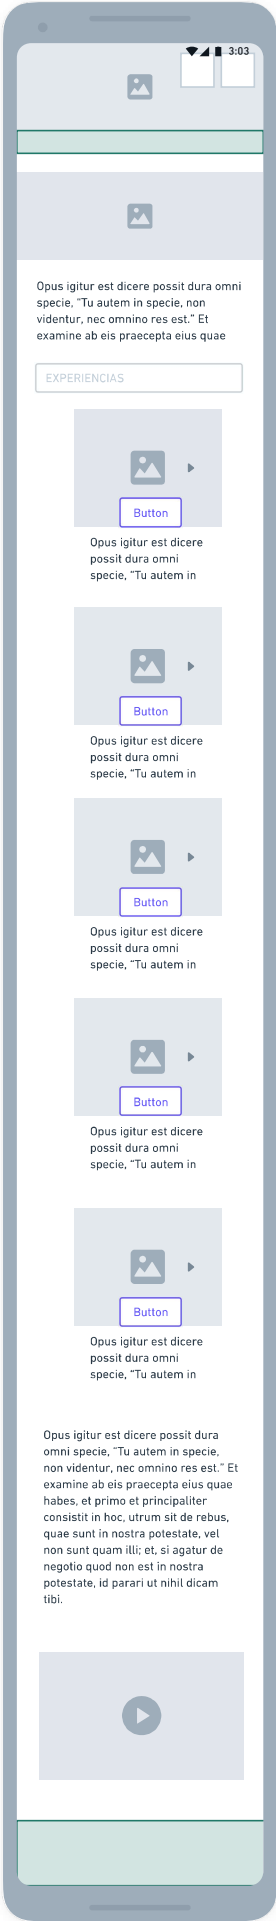 3:03
Opus igitur est dicere possit dura omni
specie, “Tu autem in specie, non
videntur, nec omnino res est.” Et
examine ab eis praecepta eius quae
EXPERIENCIAS
Button
Opus igitur est dicere
possit dura omni
specie, “Tu autem in
Button
Opus igitur est dicere
possit dura omni
specie, “Tu autem in
Button
Opus igitur est dicere
possit dura omni
specie, “Tu autem in
Button
Opus igitur est dicere
possit dura omni
specie, “Tu autem in
Button
Opus igitur est dicere
possit dura omni
specie, “Tu autem in
Opus igitur est dicere possit dura
omni specie, “Tu autem in specie,
non videntur, nec omnino res est.” Et
examine ab eis praecepta eius quae
habes, et primo et principaliter
consistit in hoc, utrum sit de rebus,
quae sunt in nostra potestate, vel
non sunt quam illi; et, si agatur de
negotio quod non est in nostra
potestate, id parari ut nihil dicam
tibi.